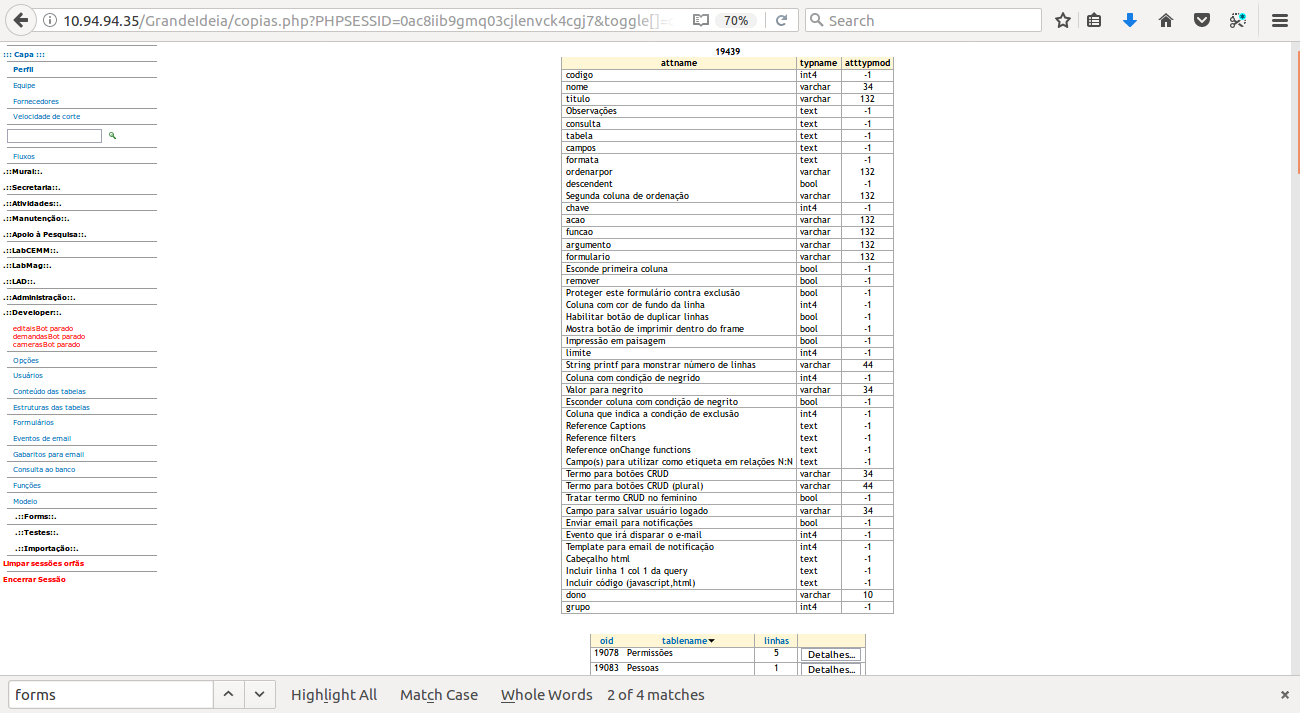 10.94.94.35/GrandeIdeia/copias.php?PHPSESSID=0ac8iib9gmq03cjlenvck4cgj7&toggle[]=
70%
Search
::: Capa :::
Perfil
Equipe
Fornecedores
Velocidade de corte
Fluxos
.::Mural::.
.::Secretaria::.
.::Atividades::.
.::Manutenção::.
.::Apoio à Pesquisa::.
.::LabCEMM::.
.::LabMag::.
.::LAD::.
.::Administração::.
.::Developer::.
editaisBot parado
demandasBot parado
camerasBot parado
Opções
Usuários
Conteúdo das tabelas
Estruturas das tabelas
Formulários
Eventos de email
Gabaritos para email
Consulta ao banco
Funções
Modelo
.::Forms::.
.::Testes::.
.::Importação::.
Limpar sessões orfãs
Encerrar Sessão
19439
attname typname atttypmod
codigo int4 -1
nome varchar 34
titulo varchar 132
Observações text -1
consulta text -1
tabela text -1
campos text -1
formata text -1
ordenarpor varchar 132
descendent bool -1
Segunda coluna de ordenação varchar 132
chave int4 -1
acao varchar 132
funcao varchar 132
argumento varchar 132
formulario varchar 132
Esconde primeira coluna bool -1
remover bool -1
Proteger este formulário contra exclusão bool -1
Coluna com cor de fundo da linha int4 -1
Habilitar botão de duplicar linhas bool -1
Mostra botão de imprimir dentro do frame bool -1
Impressão em paisagem bool -1
limite int4 -1
String printf para monstrar número de linhas varchar 44
Coluna com condição de negrido int4 -1
Valor para negrito varchar 34
Esconder coluna com condição de negrito bool -1
Coluna que indica a condição de exclusão int4 -1
Reference Captions text -1
Reference filters text -1
Reference onChange functions text -1
Campo(s) para utilizar como etiqueta em relações N:N text -1
Termo para botões CRUD varchar 34
Termo para botões CRUD (plural) varchar 44
Tratar termo CRUD no feminino bool -1
Campo para salvar usuário logado varchar 34
Enviar email para notificações bool -1
Evento que irá disparar o e-mail int4 -1
Template para email de notificação int4 -1
Cabeçalho html text -1
Incluir linha 1 col 1 da query text -1
Incluir código (javascript,html) text -1
dono varchar 10
grupo int4 -1
oid tablename linhas
19078 Permissões 5 Detalhes...
19083 Pessoas 1 Detalhes...
forms Highlight All Match Case Whole Words 2 of 4 matches